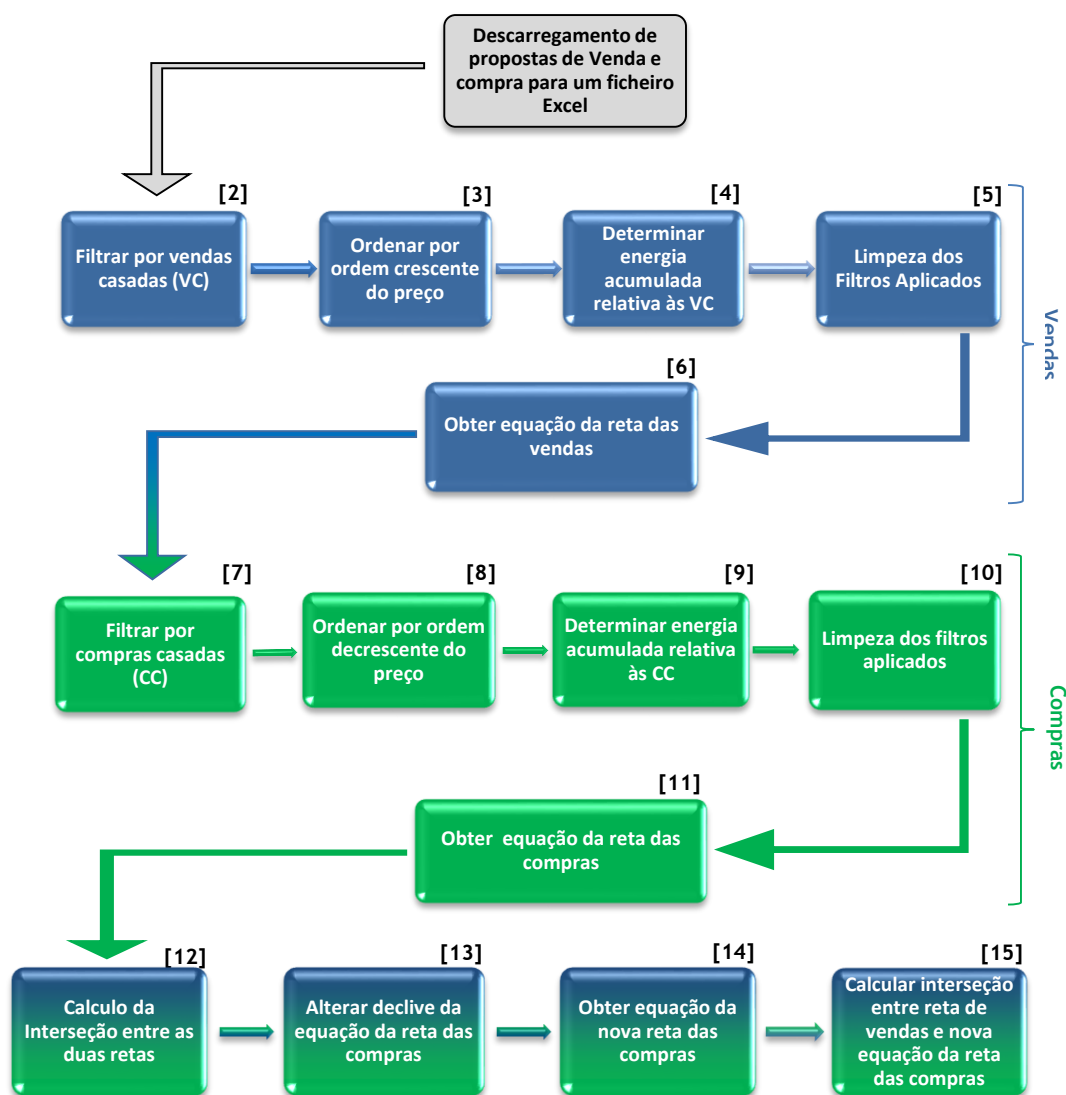 Descarregamento de
propostas de Venda e
compra para um ficheiro
Excel
[2]
Filtrar por vendas
casadas (VC)
[3]
Ordenar por
ordem crescente
do preço
[4]
Determinar
energia
acumulada
relativa às VC
[5]
Limpeza dos
Filtros Aplicados
Vendas
[6]
Obter equação da reta das
vendas
[7]
Filtrar por
compras casadas
(CC)
[8]
Ordenar por ordem
decrescente do
preço
[9]
Determinar energia
acumulada relativa
às CC
[10]
Limpeza dos filtros
aplicados
Compras
[11]
Obter equação da reta das
compras
[12]
Calculo da
Interseção entre as
duas retas
[13]
Alterar declive da
equação da reta das
compras
[14]
Obter equação da
nova reta das
compras
[15]
Calcular interseção
entre reta de
vendas e nova
equação da reta
das compras